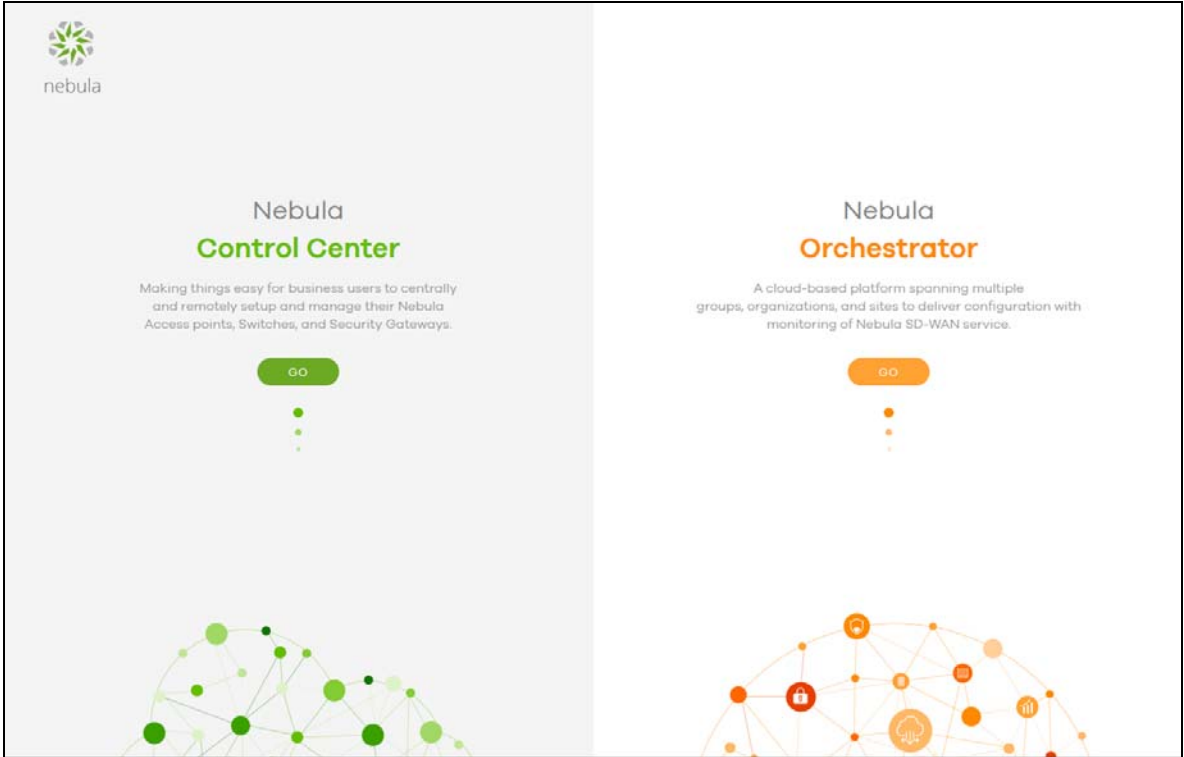 nebula
Nebula
Control Center
Making things easy for business users to centrally
and remotely setup and manage their Nebula
Access points, Switches, and Security Gateways.
GO
Nebula
Orchestrator
A cloud-based platform spanning multiple
groups, organizations, and sites to deliver configuration with
monitoring of Nebula SD-WAN service.
GO